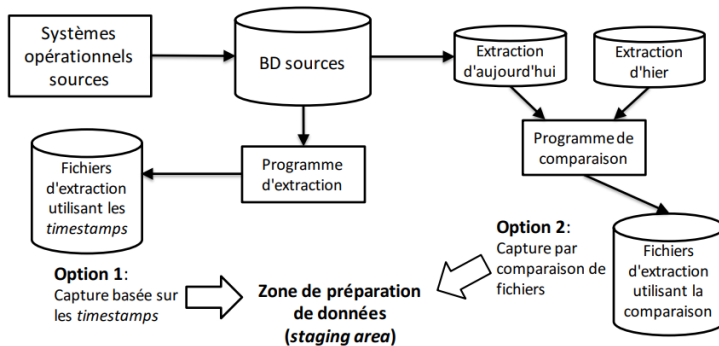 Systèmes
opérationnels
sources
BD sources
Extraction
d'aujourd'hui
Extraction
d'hier
Programme de
comparaison
Programme
d'extraction
Fichiers
d'extraction
utilisant les
timestamps
Option 1:
Capture basée sur
les timestamps
Zone de préparation
de données
(staging area)
Option 2:
Capture par
comparaison de
fichiers
Fichiers
d'extraction
utilisant la
comparaison